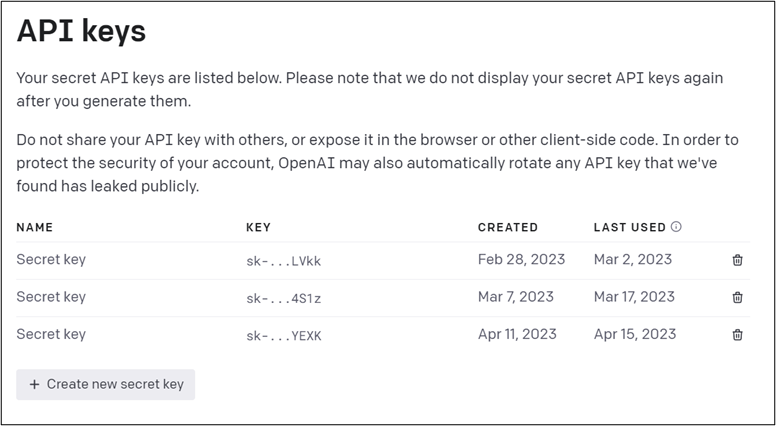 API keys
Your secret API keys are listed below. Please note that we do not display your secret API keys again
after you generate them.
Do not share your API key with others, or expose it in the browser or other client-side code. In order to
protect the security of your account, OpenAI may also automatically rotate any API key that we've
found has leaked publicly.
NAME KEY CREATED LAST USED
Secret key sk-...LVkk Feb 28, 2023 Mar 2, 2023
Secret key sk-...4S1z Mar 7, 2023 Mar 17, 2023
Secret key sk-...YEXK Apr 11, 2023 Apr 15, 2023
+ Create new secret key